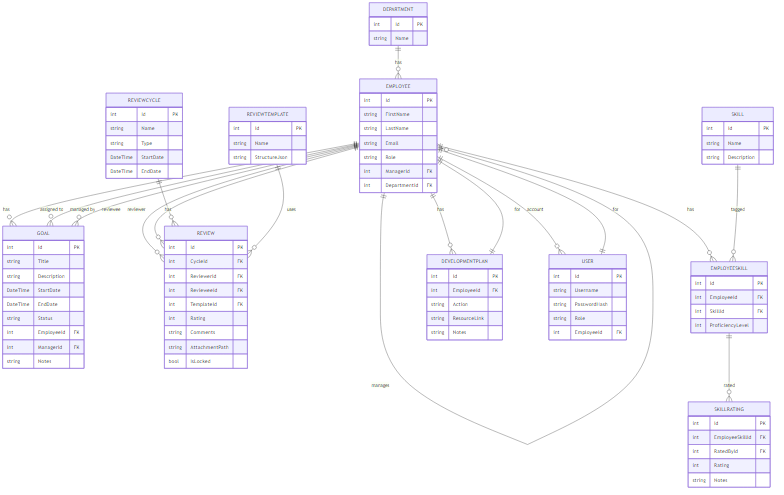 DEPARTMENT
int Id PK
string Name
has
EMPLOYEE
int Id PK
string FirstName
string LastName
string Email
string Role
int ManagerId FK
int DepartmentId FK
REVIEWCYCLE
int Id PK
string Name
string Type
DateTime StartDate
DateTime EndDate
REVIEWTEMPLATE
int Id PK
string Name
string StructureJson
SKILL
int Id PK
string Name
string Description
has
assigned to
managed by
reviewee
reviewer
has
uses
has
for
account
for
has
tagged
GOAL
int Id PK
string Title
string Description
DateTime StartDate
DateTime EndDate
string Status
int EmployeeId FK
int ManagerId FK
string Notes
REVIEW
int Id PK
int CycleId FK
int ReviewerId FK
int RevieweeId FK
int TemplateId FK
int Rating
string Comments
string AttachmentPath
bool IsLocked
DEVELOPMENTPLAN
int Id PK
int EmployeeId FK
string Action
string ResourceLink
string Notes
USER
int Id PK
string Username
string PasswordHash
string Role
int EmployeeId FK
EMPLOYEESKILL
int Id PK
int EmployeeId FK
int SkillId FK
int ProficiencyLevel
manages
rated
SKILLRATING
int Id PK
int EmployeeSkillId FK
int RatedById FK
int Rating
string Notes